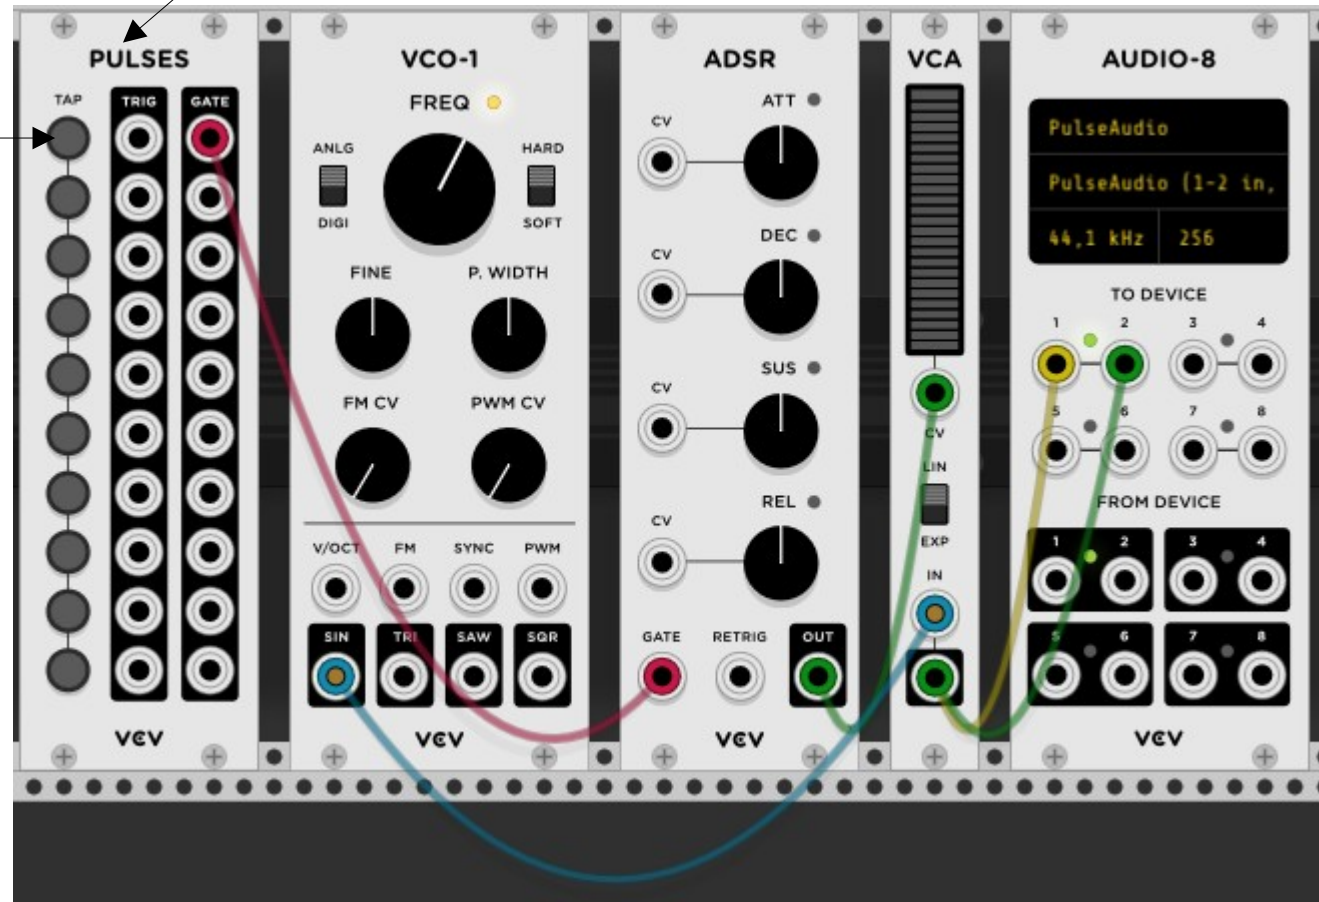 PULSES
TAP TRIG GATE
VCV
VCO-1
FREQ
ANLG HARD
DIGI SOFT
FINE P. WIDTH
FM CV PWM CV
V/OCT FM SYNC PWM
SIN TRI SAW SQR
VCV
ADSR
ATT
CV
DEC
CV
SUS
CV
REL
CV
GATE RETRIG OUT
VCV
VCA
CV
LIN
EXP
IN
AUDIO-8
PulseAudio
PulseAudio (1-2 in,
44,1 kHz 256
TO DEVICE
1 2 3 4
5 6 7 8
FROM DEVICE
1 2 3 4
5 6 7 8
VCV